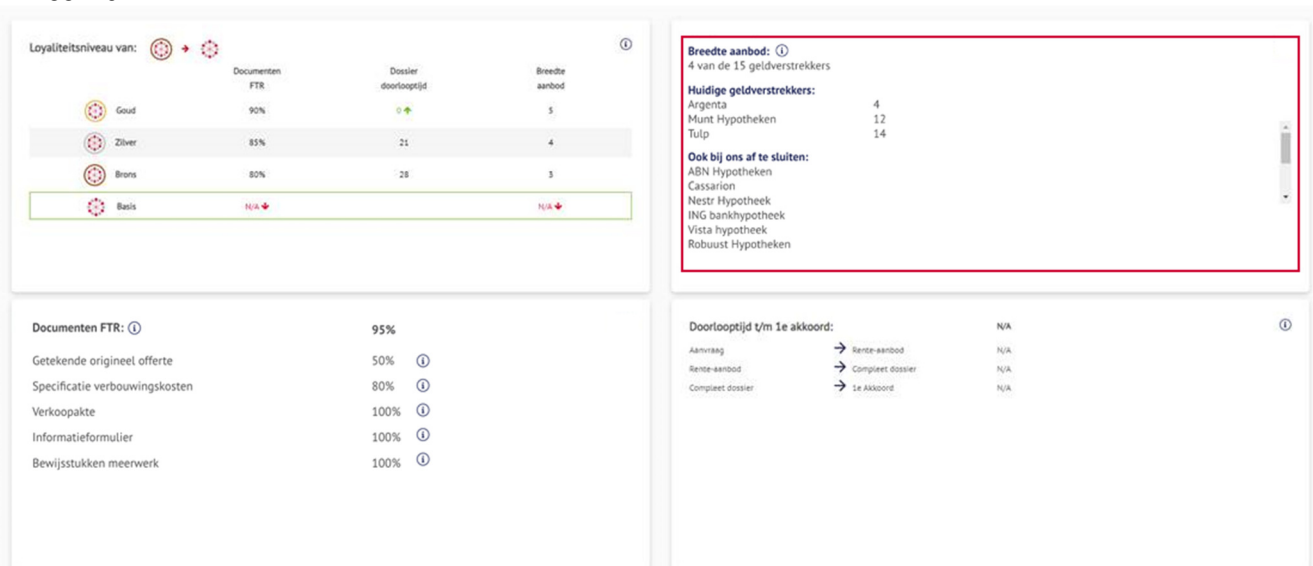 Loyaliteitsniveau van:
Documenten FTR Dossier doorlooptijd Breedte aanbod
Goud 90% 0 5
Zilver 85% 21 4
Brons 80% 28 3
Basis N/A N/A
Breedte aanbod:
4 van de 15 geldverstrekkers
Huidige geldverstrekkers:
Argenta 4
Munt Hypotheken 12
Tulp 14
Ook bij ons af te sluiten:
ABN Hypotheken
Cassarion
Nestr Hypotheek
ING bankhypotheek
Vista hypotheek
Robuust Hypotheken
Documenten FTR: 95%
Getekende origineel offerte 50%
Specificatie verbouwingskosten 80%
Verkoopakte 100%
Informatieformulier 100%
Bewijsstukken meerwerk 100%
Doorlooptijd t/m 1e akkoord: N/A
Aanvraag → Rente-aanbod N/A
Rente-aanbod → Compleet dossier N/A
Compleet dossier → 1e Akkoord N/A